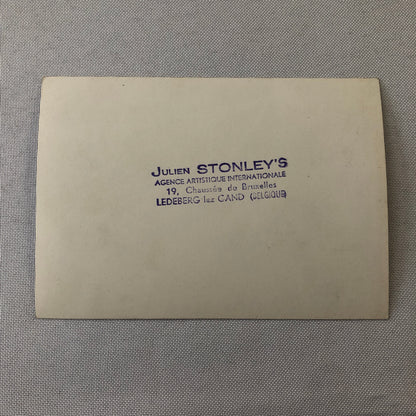 JULIEN STONLEY'S
AGENCE ARTISTIQUE INTERNATIONALE
19, Chaussée de Bruxelles
LEDEBERG lez GAND (BELGIQUE)